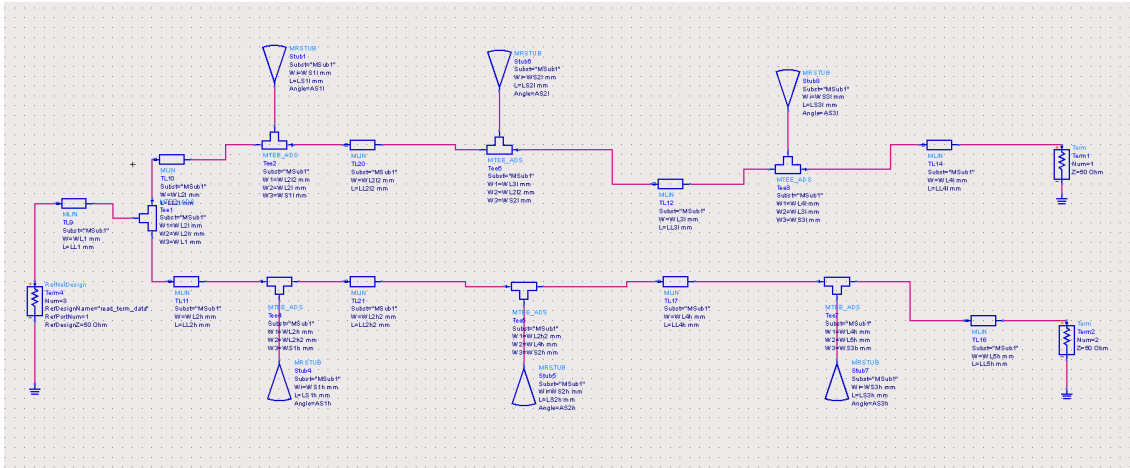 MRSTUB
Stub1
Subst="MSub1"
Wi=WS1l mm
L=LS1l mm
Angle=AS1l
MRSTUB
Stub6
Subst="MSub1"
Wi=WS2l mm
L=LS2l mm
Angle=AS2l
MRSTUB
Stub8
Subst="MSub1"
Wi=WS3l mm
L=LS3l mm
Angle=AS3l
MTEE_ADS
Tee2
Subst="MSub1"
W1=WL2l2 mm
W2=WL2l mm
W3=WS1l mm
MLIN
TL20
Subst="MSub1"
W=WL2l2 mm
L=LL2l2 mm
MTEE_ADS
Subst="MSub1"
W1=WL3l mm
W2=WL2l2 mm
W3=WS2l mm
MLIN
TL12
Subst="MSub1"
W=WL3l mm
L=LL3l mm
MTEE_ADS
Subst="MSub1"
W1=WL4l mm
W2=WL3l mm
W3=WS3l mm
MLIN
TL14
Subst="MSub1"
W=WL4l mm
L=LL4l mm
Term
Term1
Num=1
Z=50 Ohm
MLIN
TL10
Subst="MSub1"
W=WL2l mm
Tee1
Subst="MSub1"
W1=WL2l mm
W2=WL2h mm
W3=WL1 mm
MLIN
TL9
Subst="MSub1"
W=WL1 mm
L=LL1 mm
RefNetDesign
Term4
Num=3
RefDesignName="read_term_data"
RefPortNum=1
RefDesignZ=50 Ohm
MLIN
TL11
Subst="MSub1"
W=WL2h mm
L=LL2h mm
MTEE_ADS
Subst="MSub1"
W1=WL2h mm
W2=WL2h2 mm
W3=WS1h mm
MLIN
TL21
Subst="MSub1"
W=WL2h2 mm
L=LL2h2 mm
MTEE_ADS
Subst="MSub1"
W1=WL2h2 mm
W2=WL4h mm
W3=WS2h mm
MLIN
TL17
Subst="MSub1"
W=WL4h mm
L=LL4h mm
MTEE_ADS
Subst="MSub1"
W1=WL4h mm
W2=WL5h mm
W3=WS3h mm
MLIN
TL16
Subst="MSub1"
W=WL5h mm
L=LL5h mm
Term
Term2
Num=2
Z=50 Ohm
MRSTUB
Stub4
Subst="MSub1"
Wi=WS1h mm
L=LS1h mm
Angle=AS1h
MRSTUB
Stub5
Subst="MSub1"
Wi=WS2h mm
L=LS2h mm
Angle=AS2h
MRSTUB
Stub7
Subst="MSub1"
Wi=WS3h mm
L=LS3h mm
Angle=AS3h